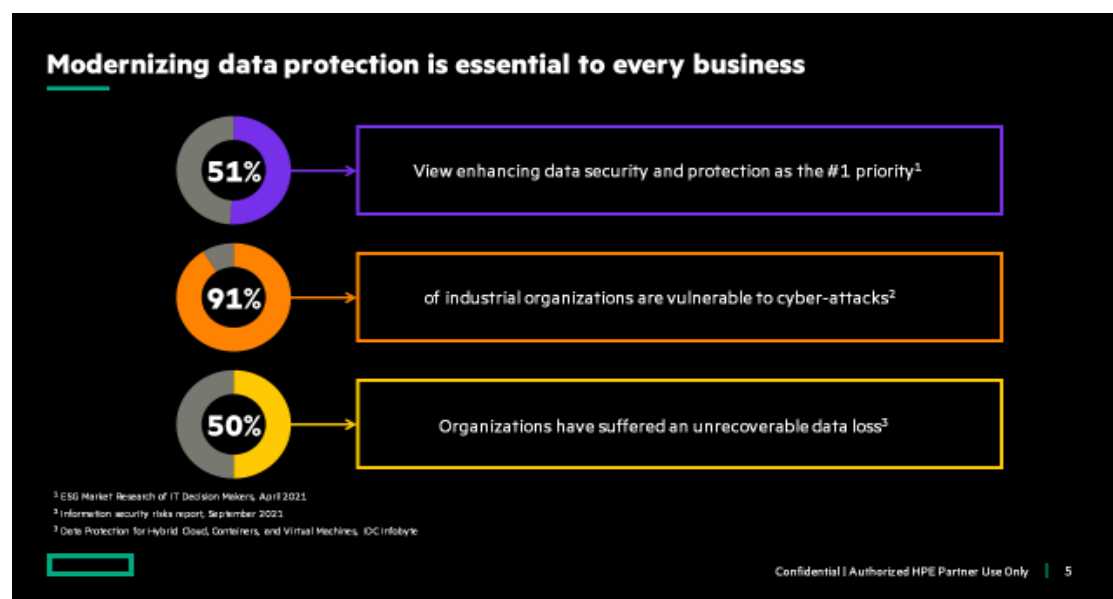 Modernizing data protection is essential to every business
51%
View enhancing data security and protection as the #1 priority¹
91%
of industrial organizations are vulnerable to cyber-attacks²
50%
Organizations have suffered an unrecoverable data loss³
¹ ESG Market Research of IT Decision Makers, April 2021
² Information security risks report, September 2021
³ Data Protection for Hybrid Cloud, Containers, and Virtual Machines, IDC Infobyte
Confidential | Authorized HPE Partner Use Only | 5